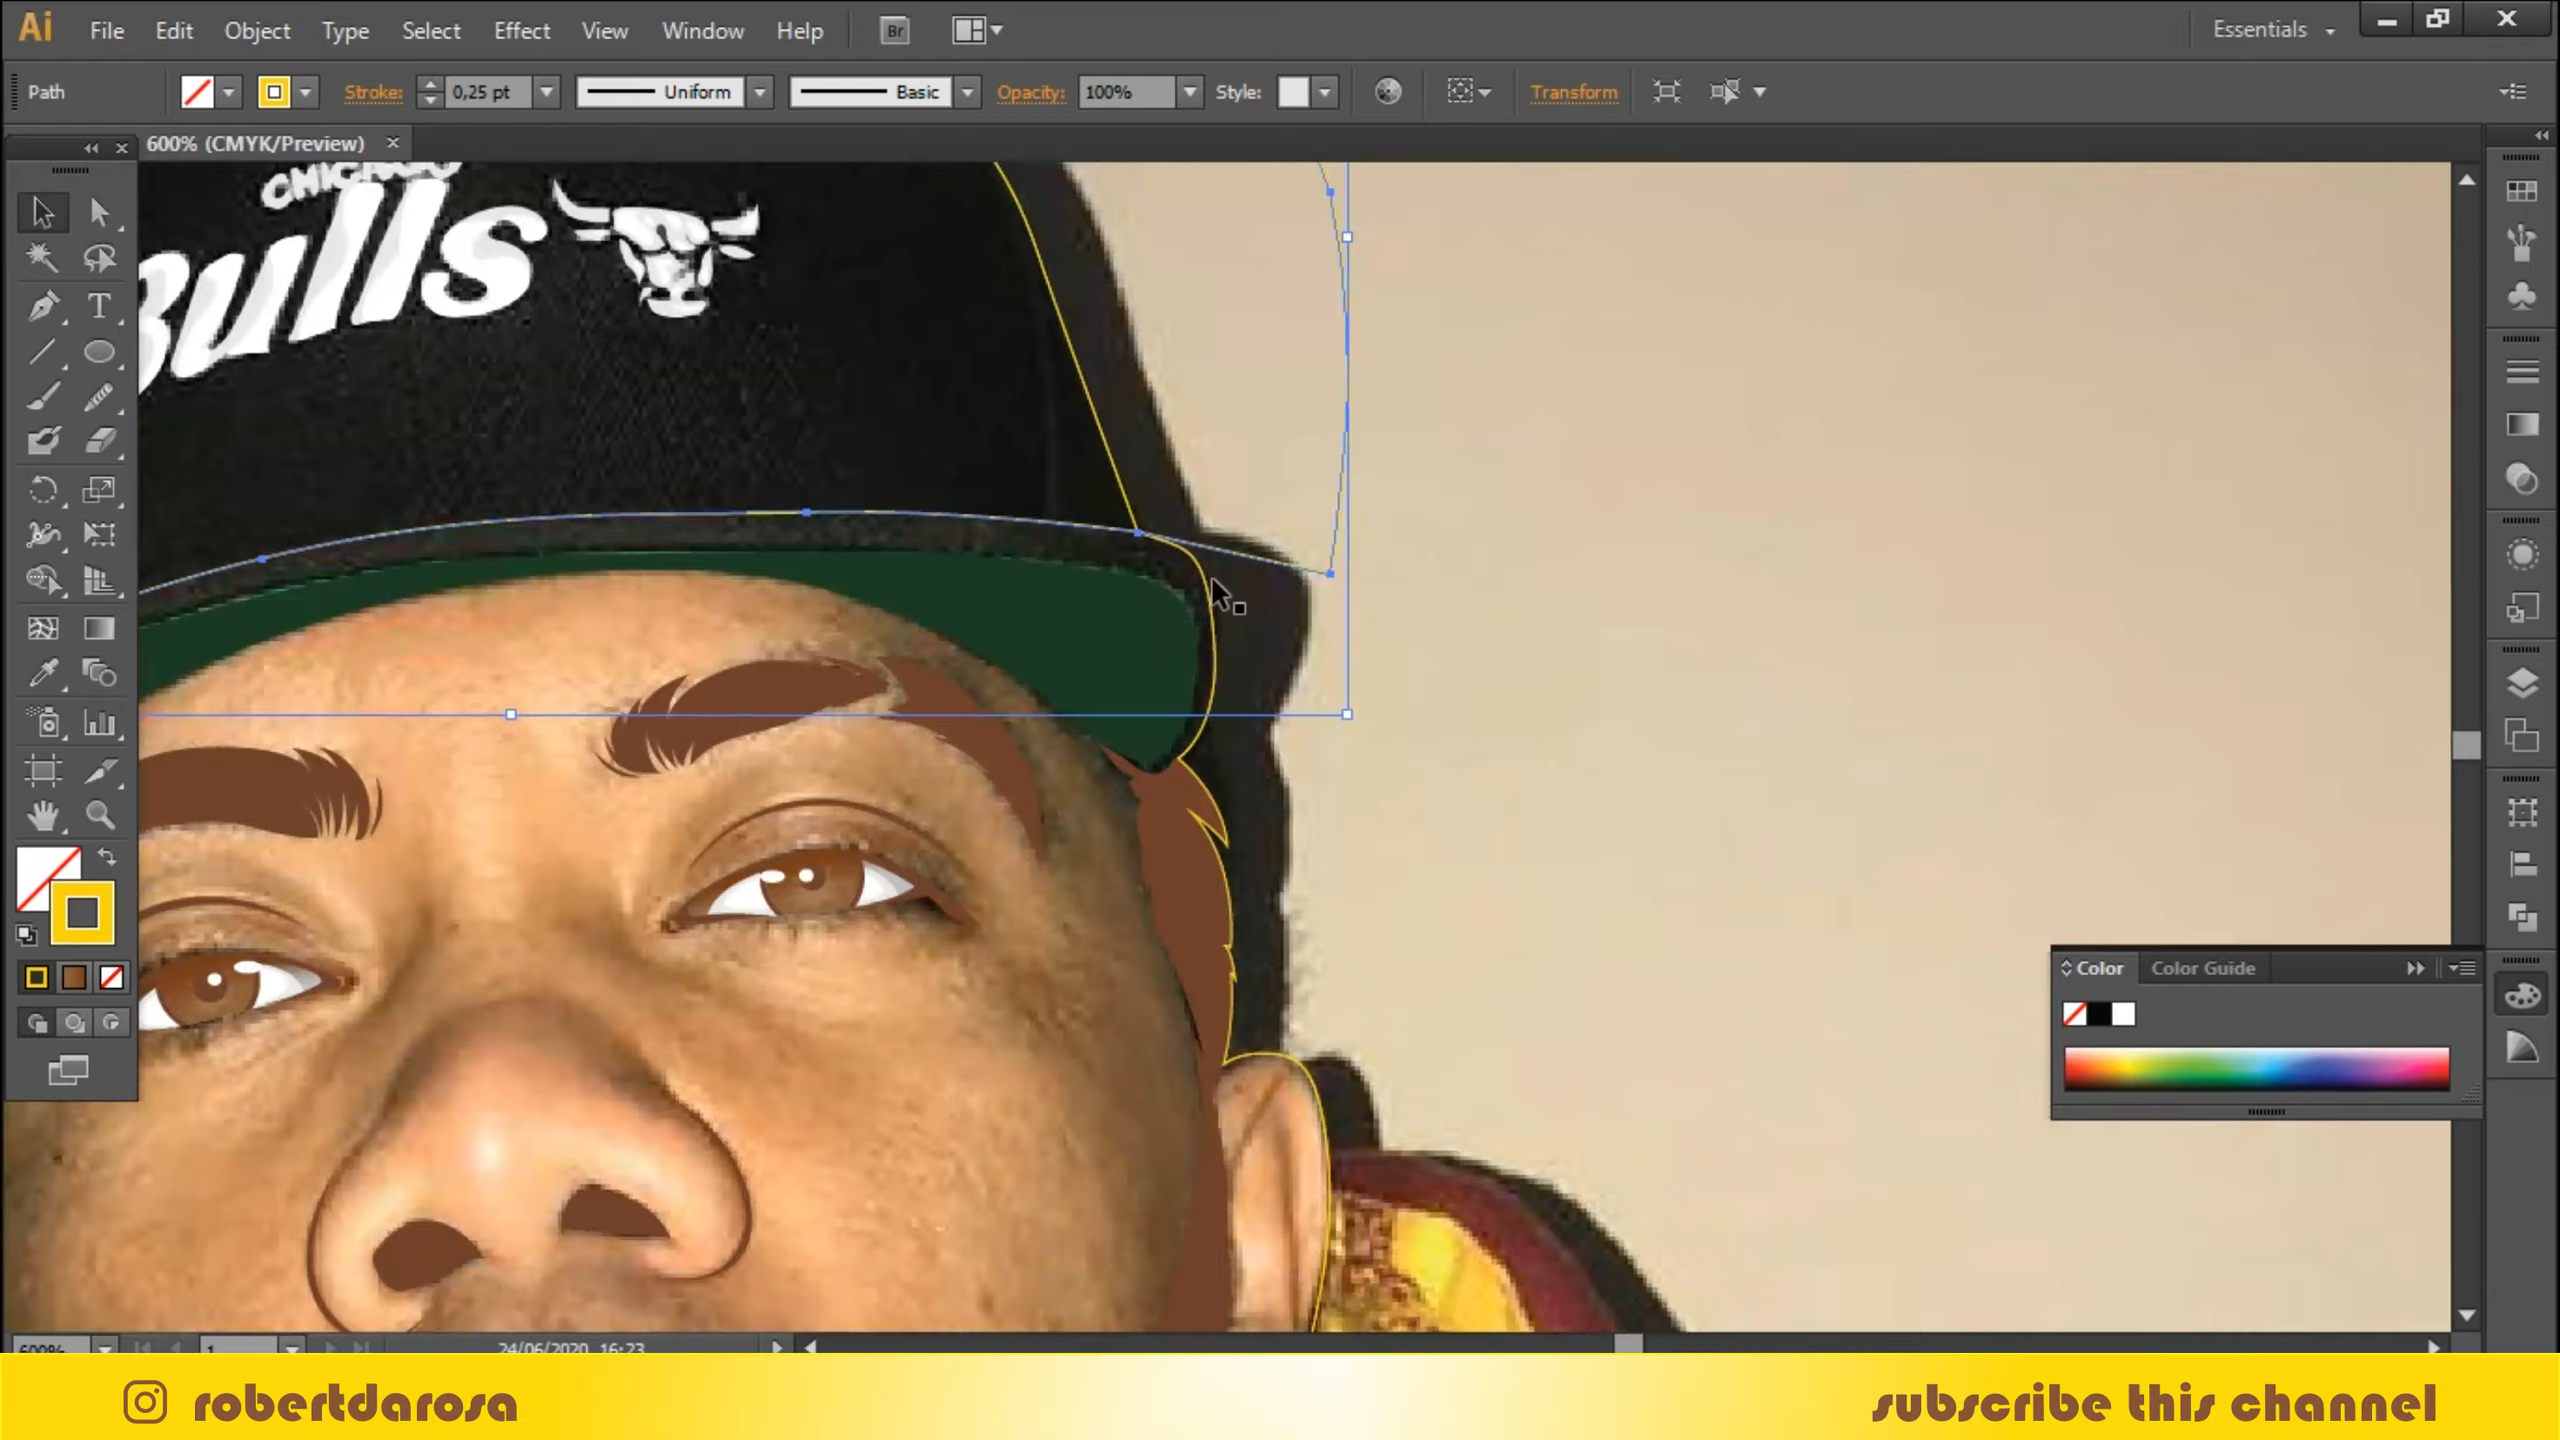 Ai File Edit Object Type Select Effect View Window Help Br Essentials
Path Stroke: 0,25 pt Uniform Basic Opacity: 100% Style: Transform
600% (CMYK/Preview)
CHICAGO
Bulls
Color Color Guide
600% 1 24/06/2020 16:23
robertdarosa
subscribe this channel